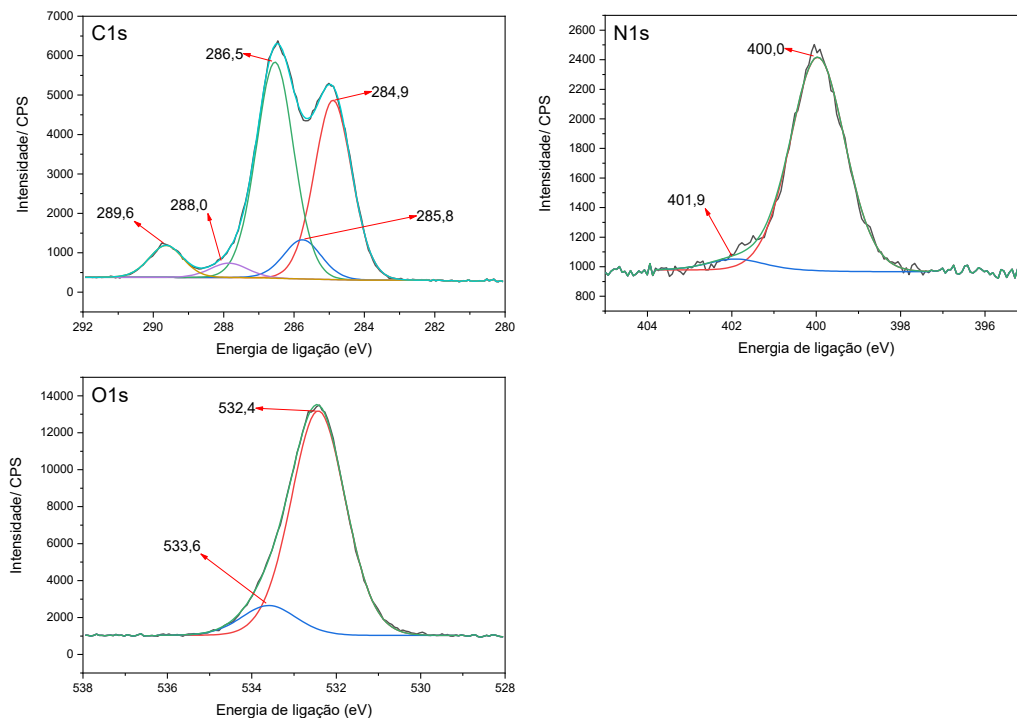 C1s
7000
6000
5000
4000
3000
2000
1000
0
286,5
284,9
289,6
288,0
285,8
292 290 288 286 284 282 280
Intensidade/ CPS
Energia de ligação (eV)
N1s
2600
2400
2200
2000
1800
1600
1400
1200
1000
800
400,0
401,9
404 402 400 398 396
Intensidade/ CPS
Energia de ligação (eV)
O1s
14000
12000
10000
8000
6000
4000
2000
0
532,4
533,6
538 536 534 532 530 528
Intensidade/ CPS
Energia de ligação (eV)